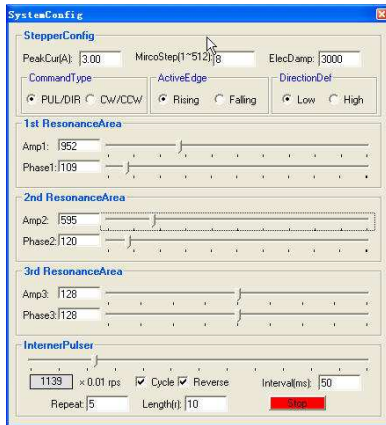 SystemConfig
StepperConfig
PeakCur(A): 3.00 MircoStep(1~512): 8 ElecDamp: 3000
CommandType ActiveEdge DirectionDef
PUL/DIR CW/CCW Rising Falling Low High
1st ResonanceArea
Amp1: 952
Phase1: 109
2nd ResonanceArea
Amp2: 595
Phase2: 120
3rd ResonanceArea
Amp3: 128
Phase3: 128
InternerPulser
1139 × 0.01 rps Cycle Reverse Interval(ms): 50
Repeat: 5 Length(r): 10 Stop